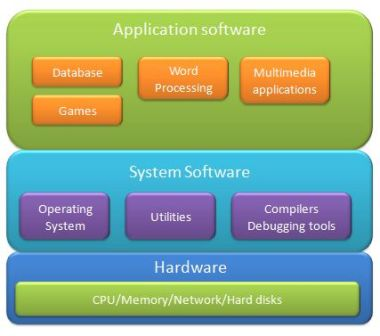 Application software
Database
Word
Processing
Multimedia
applications
Games
System Software
Operating
System
Utilities
Compilers
Debugging tools
Hardware
CPU/Memory/Network/Hard disks